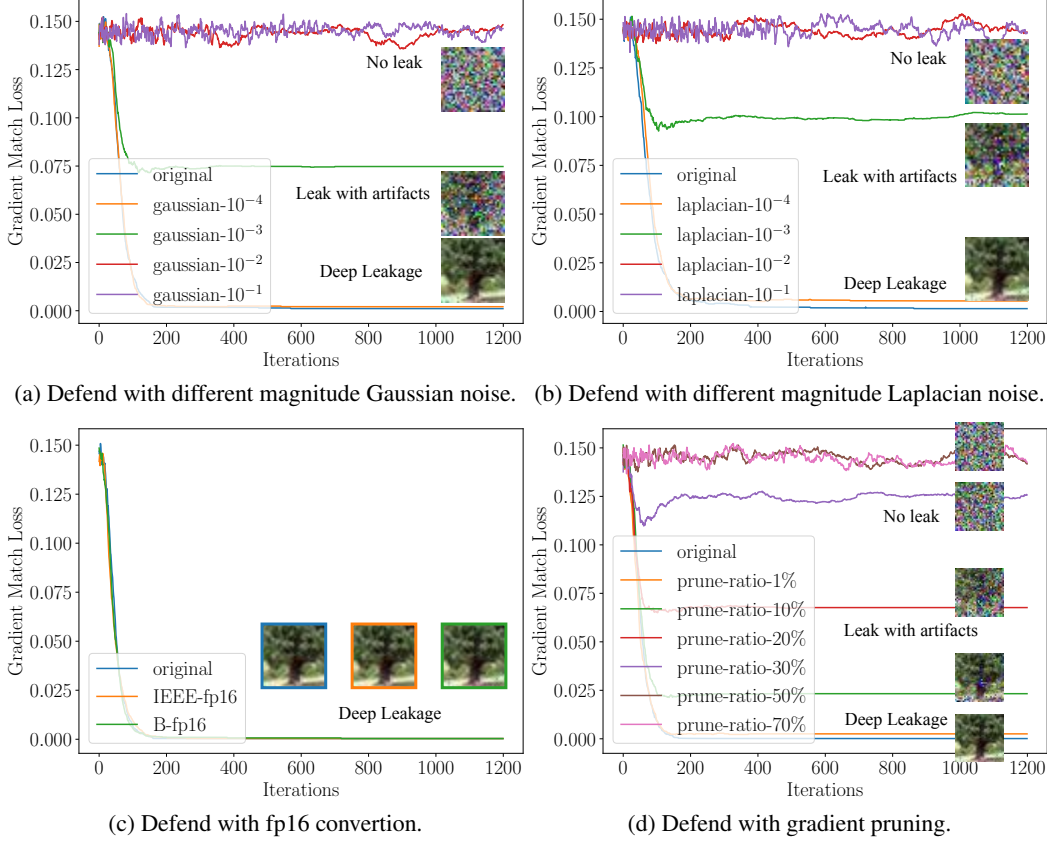 0.150
0.125
0.100
0.075
0.050
0.025
0.000
Gradient Match Loss
No leak
Leak with artifacts
Deep Leakage
original
gaussian-10⁻⁴
gaussian-10⁻³
gaussian-10⁻²
gaussian-10⁻¹
0 200 400 600 800 1000 1200
Iterations
(a) Defend with different magnitude Gaussian noise.
0.150
0.125
0.100
0.075
0.050
0.025
0.000
Gradient Match Loss
No leak
Leak with artifacts
Deep Leakage
original
laplacian-10⁻⁴
laplacian-10⁻³
laplacian-10⁻²
laplacian-10⁻¹
0 200 400 600 800 1000 1200
Iterations
(b) Defend with different magnitude Laplacian noise.
0.150
0.125
0.100
0.075
0.050
0.025
0.000
Gradient Match Loss
original
IEEE-fp16
B-fp16
Deep Leakage
0 200 400 600 800 1000 1200
Iterations
(c) Defend with fp16 convertion.
0.150
0.125
0.100
0.075
0.050
0.025
0.000
Gradient Match Loss
No leak
Leak with artifacts
Deep Leakage
original
prune-ratio-1%
prune-ratio-10%
prune-ratio-20%
prune-ratio-30%
prune-ratio-50%
prune-ratio-70%
0 200 400 600 800 1000 1200
Iterations
(d) Defend with gradient pruning.